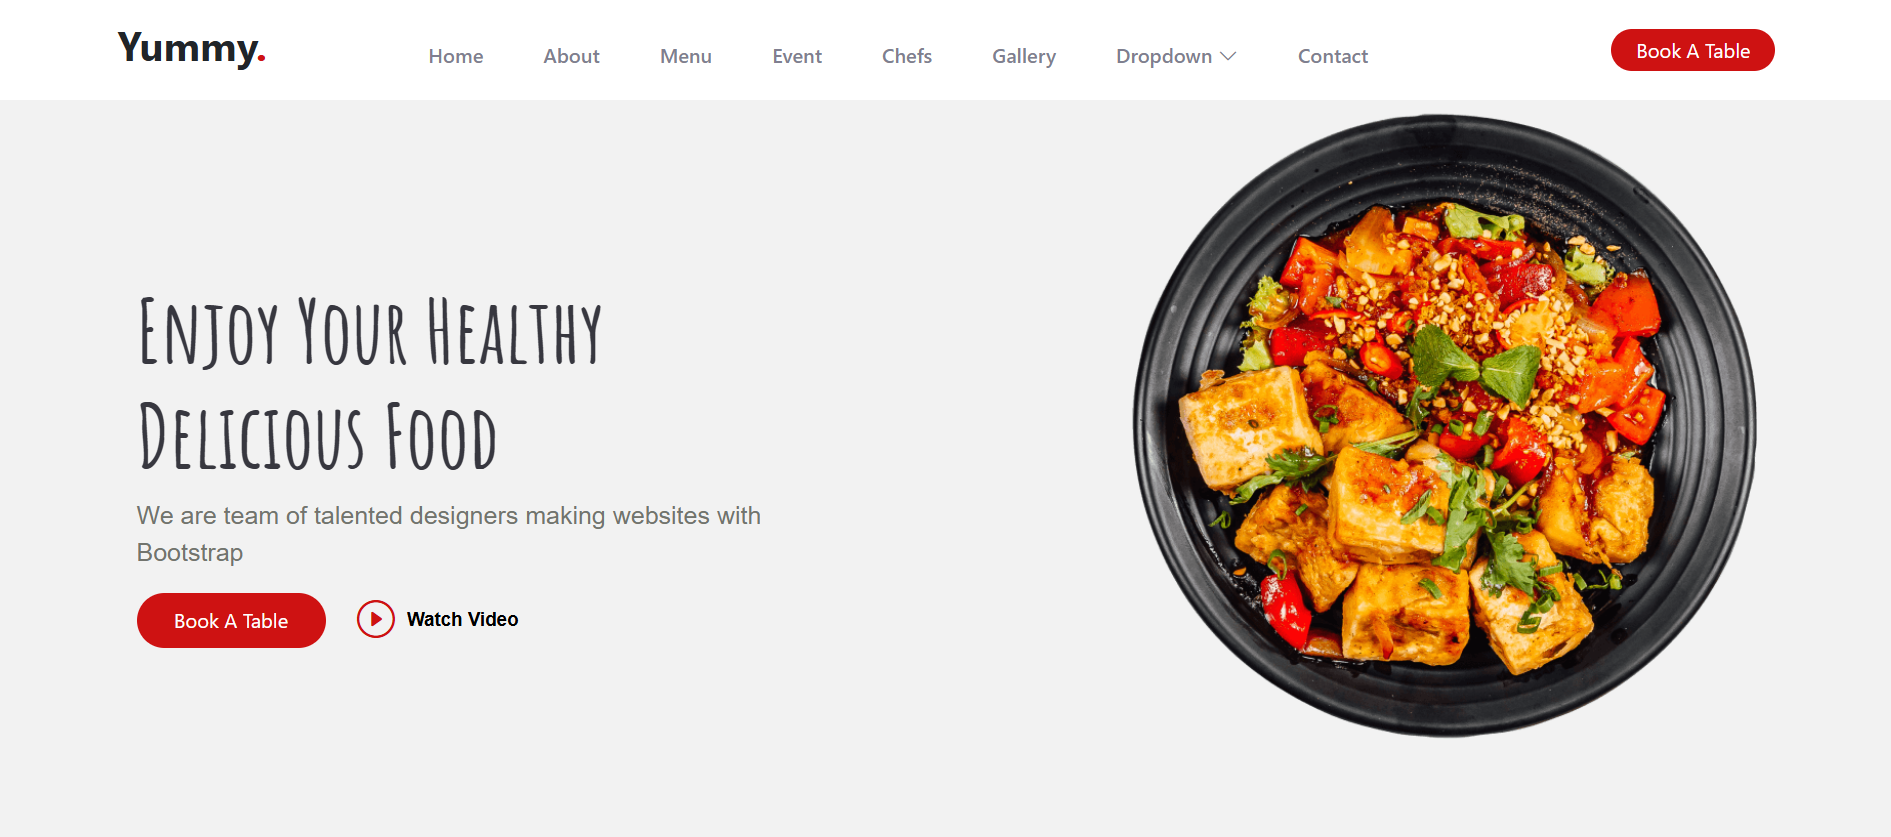 Yummy.
Home About Menu Event Chefs Gallery Dropdown Contact
Book A Table
Enjoy Your Healthy
Delicious Food
We are team of talented designers making websites with
Bootstrap
Book A Table
Watch Video